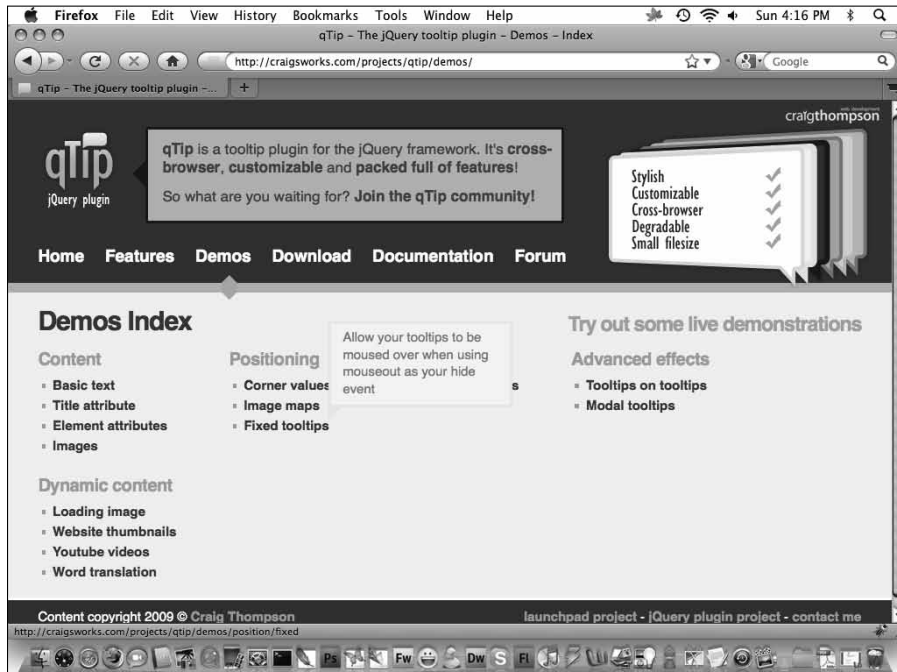 Firefox File Edit View History Bookmarks Tools Window Help Sun 4:16 PM
qTip – The jQuery tooltip plugin – Demos – Index
http://craigsworks.com/projects/qtip/demos/
Google
qTip – The jQuery tooltip plugin –...
craigthompson
qTip
jQuery plugin
qTip is a tooltip plugin for the jQuery framework. It's cross-
browser, customizable and packed full of features!
So what are you waiting for? Join the qTip community!
Stylish
Customizable
Cross-browser
Degradable
Small filesize
Home Features Demos Download Documentation Forum
Demos Index
Try out some live demonstrations
Content
Basic text
Title attribute
Element attributes
Images
Positioning
Corner values
Image maps
Fixed tooltips
Allow your tooltips to be
moused over when using
mouseout as your hide
event
s
Advanced effects
Tooltips on tooltips
Modal tooltips
Dynamic content
Loading image
Website thumbnails
Youtube videos
Word translation
Content copyright 2009 © Craig Thompson
launchpad project - jQuery plugin project - contact me
http://craigsworks.com/projects/qtip/demos/position/fixed
Ps Fw Dw S Fl